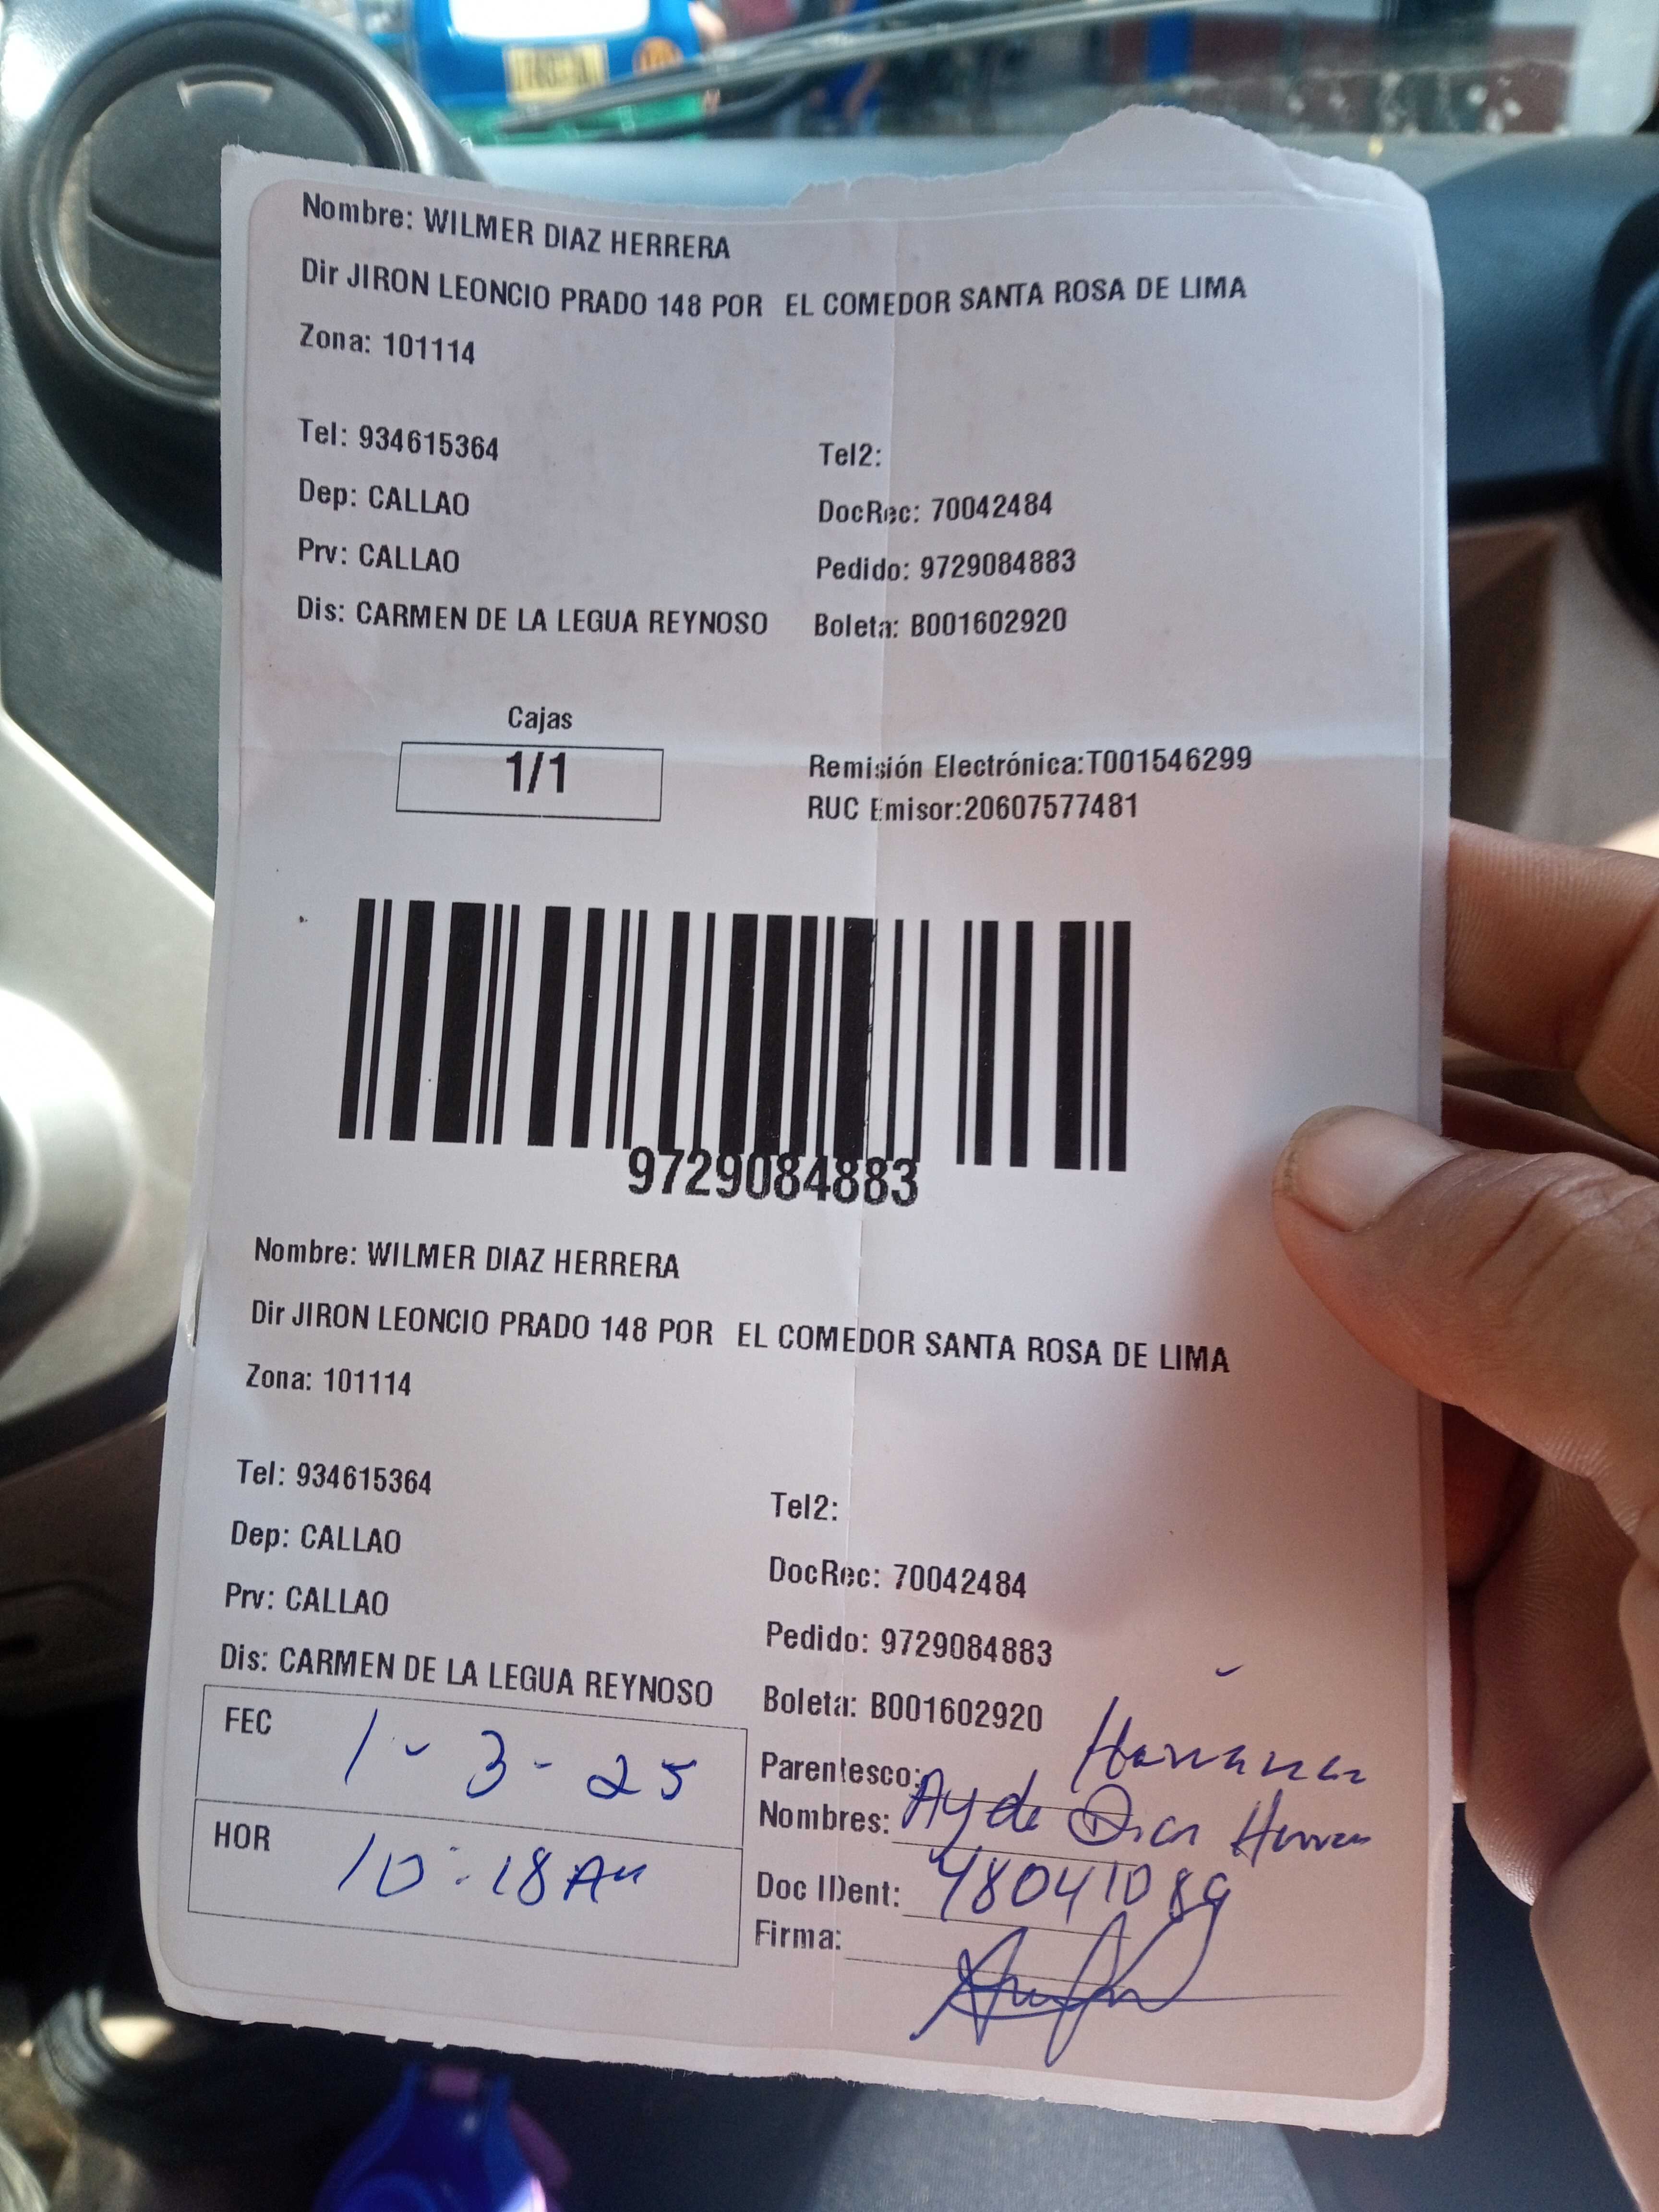 Nombre: WILMER DIAZ HERRERA
Dir JIRON LEONCIO PRADO 148 POR EL COMEDOR SANTA ROSA DE LIMA
Zona: 101114
Tel: 934615364
Tel2:
Dep: CALLAO
DocRec: 70042484
Prv: CALLAO
Pedido: 9729084883
Dis: CARMEN DE LA LEGUA REYNOSO
Boleta: B001602920
Cajas
1/1
Remisión Electrónica:T001546299
RUC Emisor:20607577481
9729084883
Nombre: WILMER DIAZ HERRERA
Dir JIRON LEONCIO PRADO 148 POR EL COMEDOR SANTA ROSA DE LIMA
Zona: 101114
Tel: 934615364
Tel2:
Dep: CALLAO
DocRec: 70042484
Prv: CALLAO
Pedido: 9729084883
Dis: CARMEN DE LA LEGUA REYNOSO
Boleta: B001602920
FEC 1-3-25
HOR 10:18 AM
Parentesco:
Nombres: Ayde Diaz Herrera
Doc IDent: 48041089
Firma: